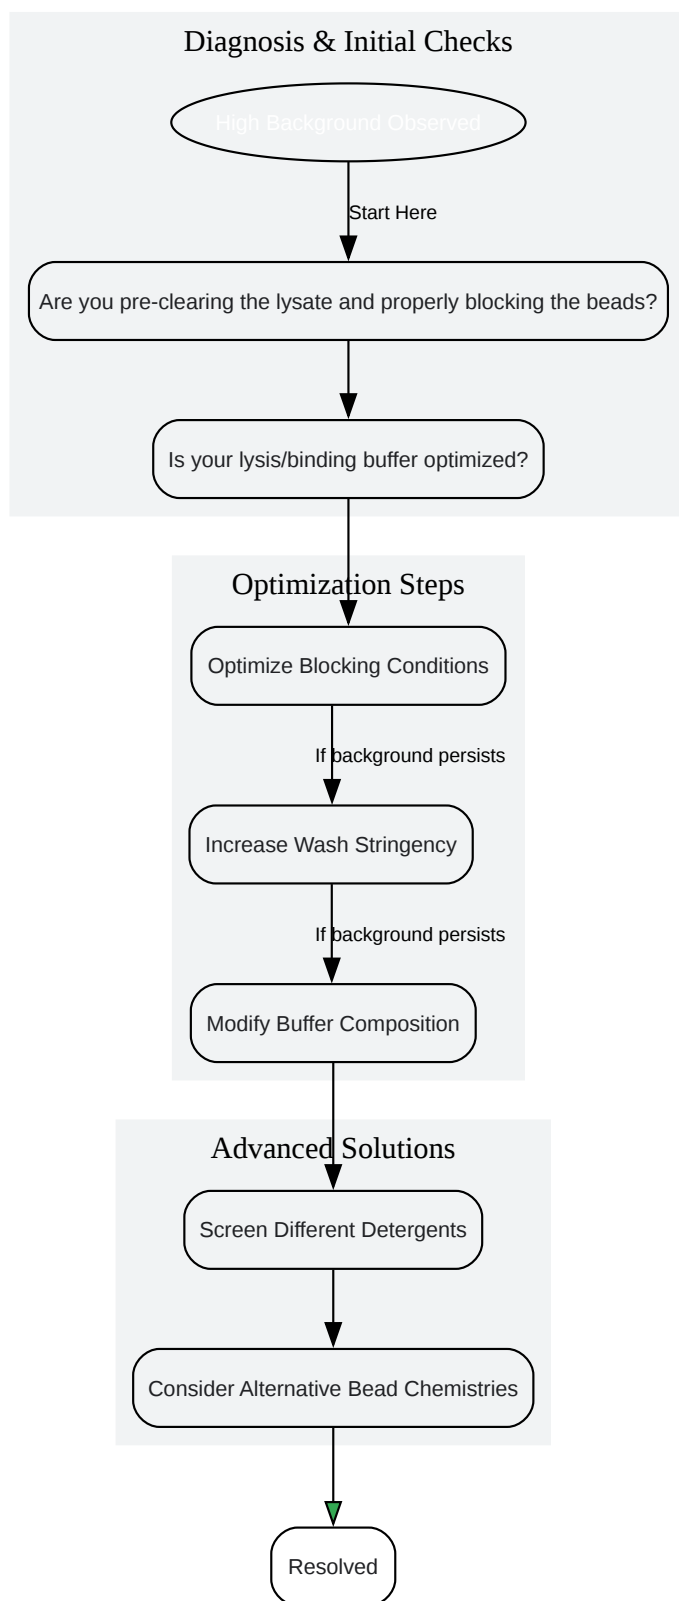 Diagnosis & Initial Checks
High Background Observed
Start Here
Are you pre-clearing the lysate and properly blocking the beads?
Is your lysis/binding buffer optimized?
Optimization Steps
Optimize Blocking Conditions
If background persists
Increase Wash Stringency
If background persists
Modify Buffer Composition
Advanced Solutions
Screen Different Detergents
Consider Alternative Bead Chemistries
Resolved